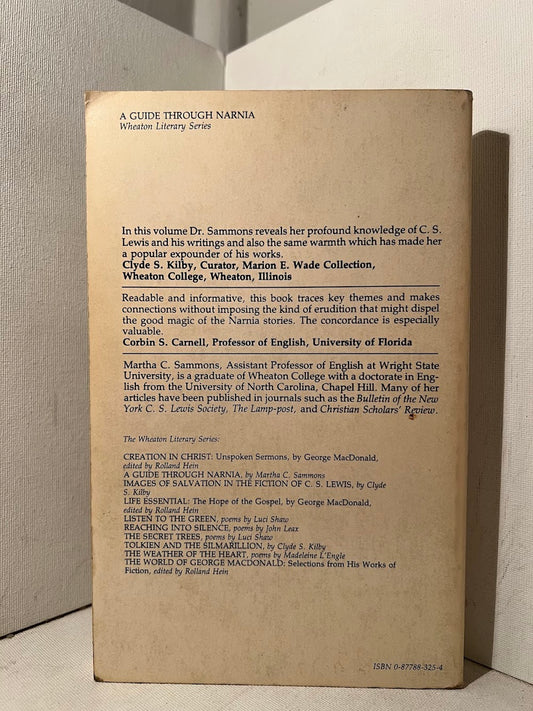 A GUIDE THROUGH NARNIA
Wheaton Literary Series
In this volume Dr. Sammons reveals her profound knowledge of C. S.
Lewis and his writings and also the same warmth which has made her
a popular expounder of his works.
Clyde S. Kilby, Curator, Marion E. Wade Collection,
Wheaton College, Wheaton, Illinois
Readable and informative, this book traces key themes and makes
connections without imposing the kind of erudition that might dispel
the good magic of the Narnia stories. The concordance is especially
valuable.
Corbin S. Carnell, Professor of English, University of Florida
Martha C. Sammons, Assistant Professor of English at Wright State
University, is a graduate of Wheaton College with a doctorate in Eng-
lish from the University of North Carolina, Chapel Hill. Many of her
articles have been published in journals such as the Bulletin of the New
York C. S. Lewis Society, The Lamp-post, and Christian Scholars' Review.
The Wheaton Literary Series:
CREATION IN CHRIST: Unspoken Sermons, by George MacDonald,
edited by Rolland Hein
A GUIDE THROUGH NARNIA, by Martha C. Sammons
IMAGES OF SALVATION IN THE FICTION OF C. S. LEWIS, by Clyde
S. Kilby
LIFE ESSENTIAL: The Hope of the Gospel, by George MacDonald,
edited by Rolland Hein
LISTEN TO THE GREEN, poems by Luci Shaw
REACHING INTO SILENCE, poems by John Leax
THE SECRET TREES, poems by Luci Shaw
TOLKIEN AND THE SILMARILLION, by Clyde S. Kilby
THE WEATHER OF THE HEART, poems by Madeleine L'Engle
THE WORLD OF GEORGE MACDONALD: Selections from His Works of
Fiction, edited by Rolland Hein
ISBN 0-87788-325-4